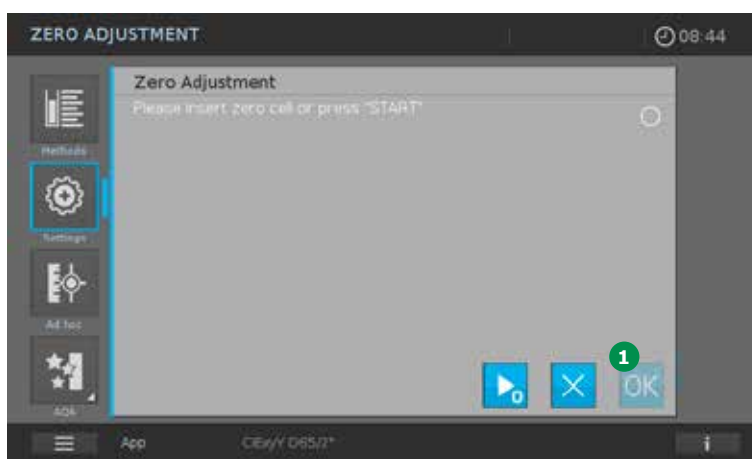 ZERO ADJUSTMENT
08:44
Zero Adjustment
Please insert zero cell or press "START"
Methods
Settings
Ad hoc
AQA
1
0
OK
App
CIExyY D65/2°
i